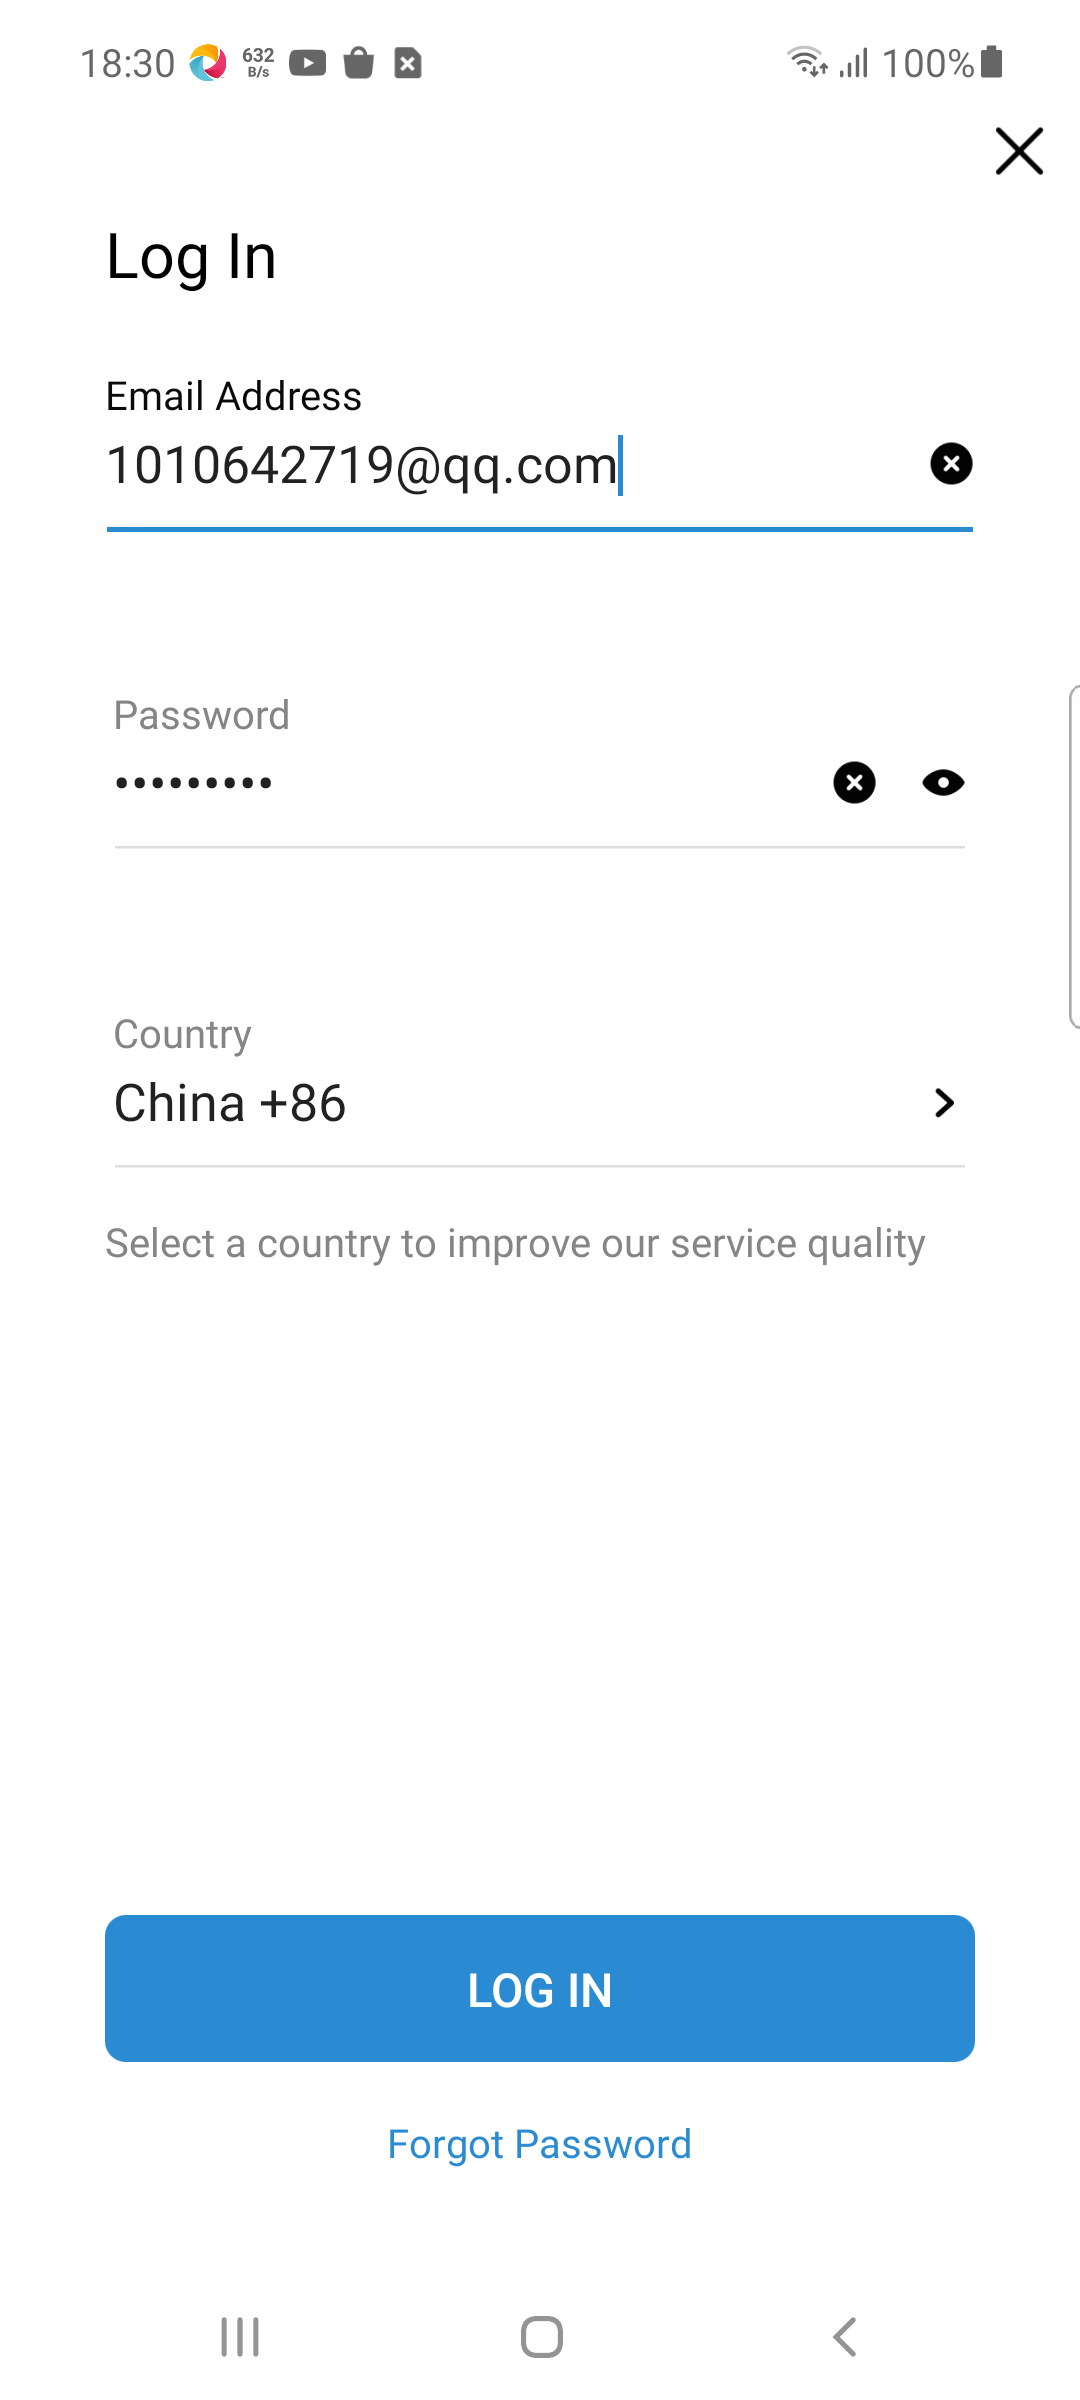 18:30 632 B/s 100%
Log In
Email Address
1010642719@qq.com
Password
•••••••••
Country
China +86
Select a country to improve our service quality
LOG IN
Forgot Password